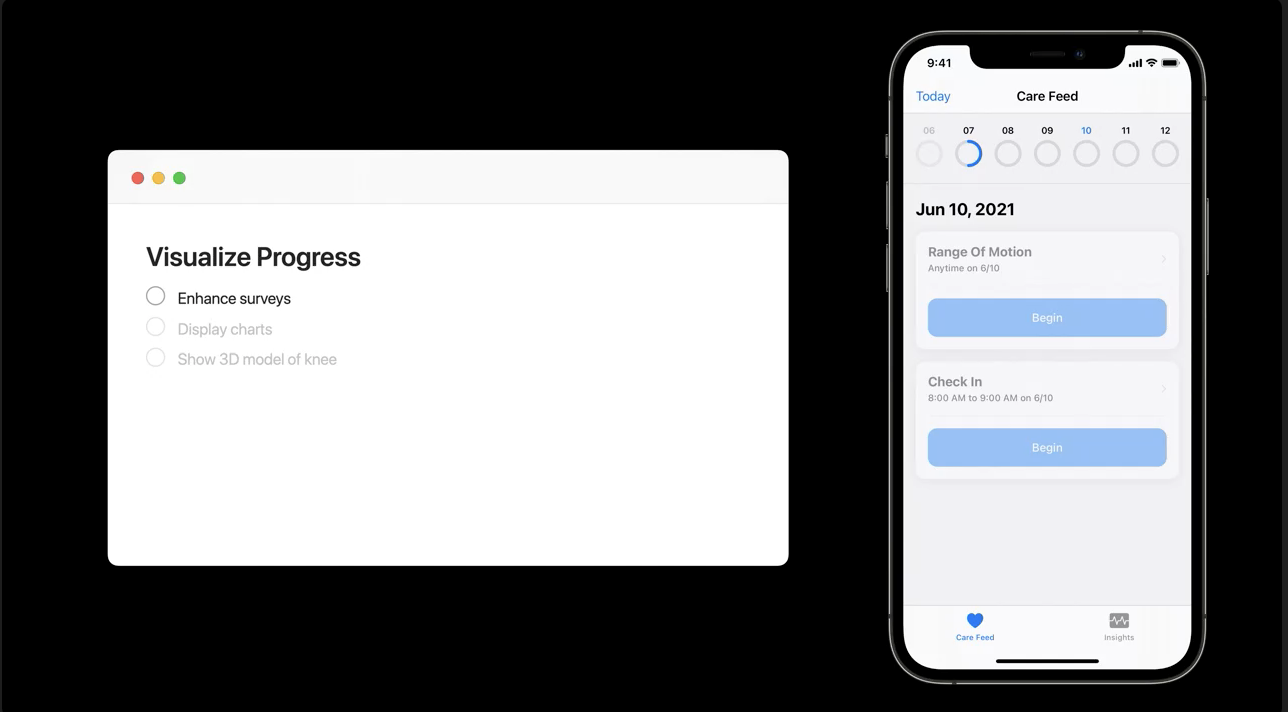 Visualize Progress
Enhance surveys
Display charts
Show 3D model of knee
9:41
Today Care Feed
06 07 08 09 10 11 12
Jun 10, 2021
Range Of Motion
Anytime on 6/10
Begin
Check In
8:00 AM to 9:00 AM on 6/10
Begin
Care Feed Insights